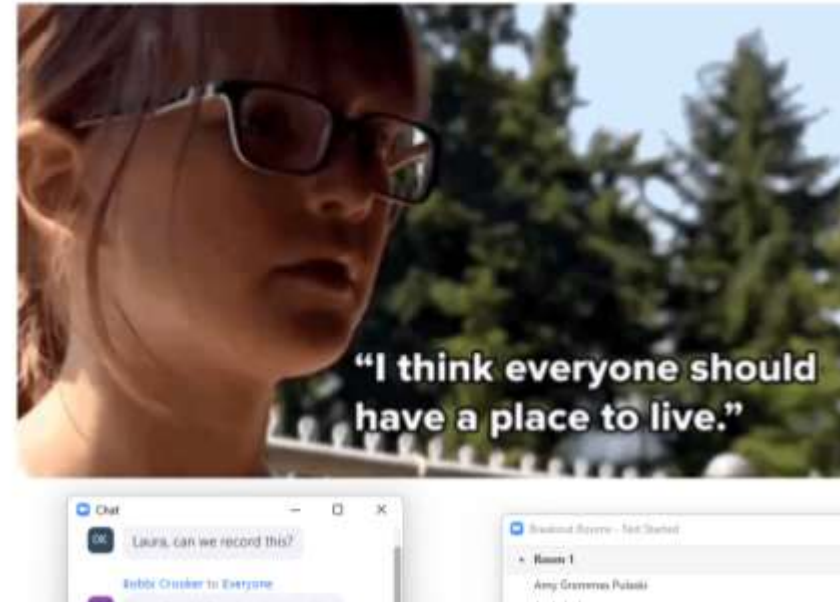 “I think everyone should
have a place to live.”
Chat
OK
Laura, can we record this?
Bobbi Crosker to Everyone
Breakout Rooms - Not Started
Room 1
Amy Grommes Pulaski